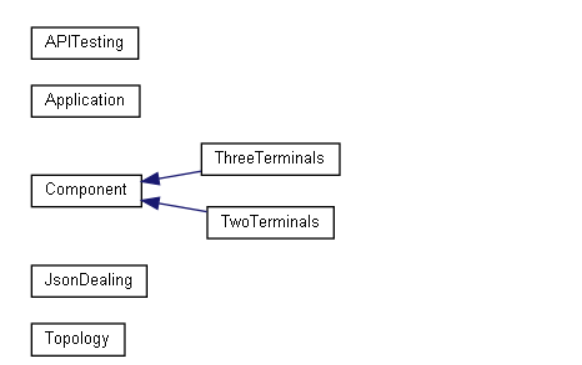 APITesting
Application
ThreeTerminals
Component
TwoTerminals
JsonDealing
Topology